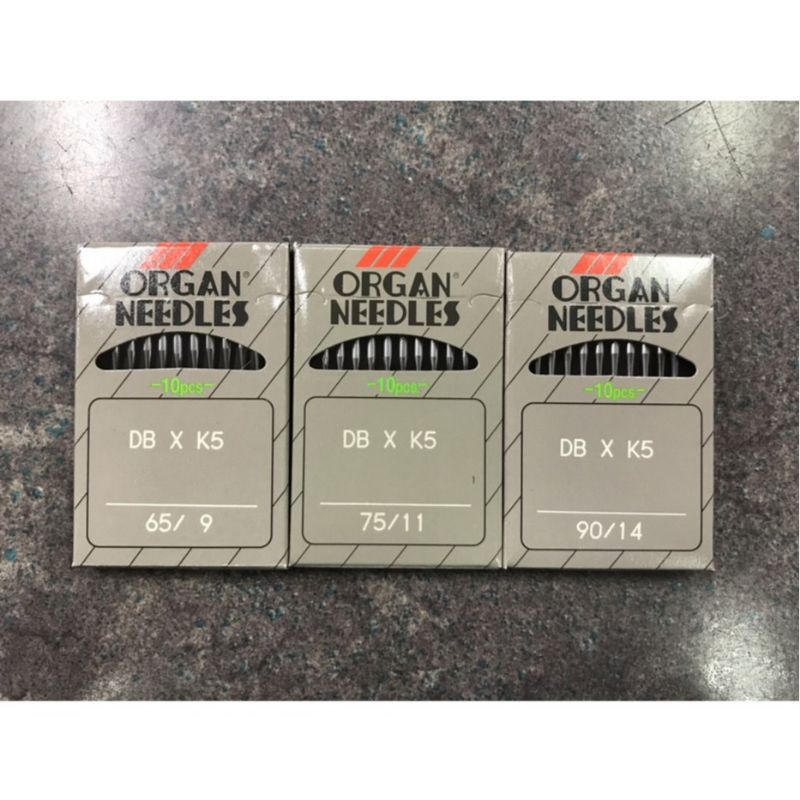 ORGAN®
NEEDLES
-10pcs-
DB X K5
65/ 9
ORGAN®
NEEDLES
-10pcs-
DB X K5
1
75/11
ORGAN®
NEEDLES
-10pcs-
DB X K5
90/14